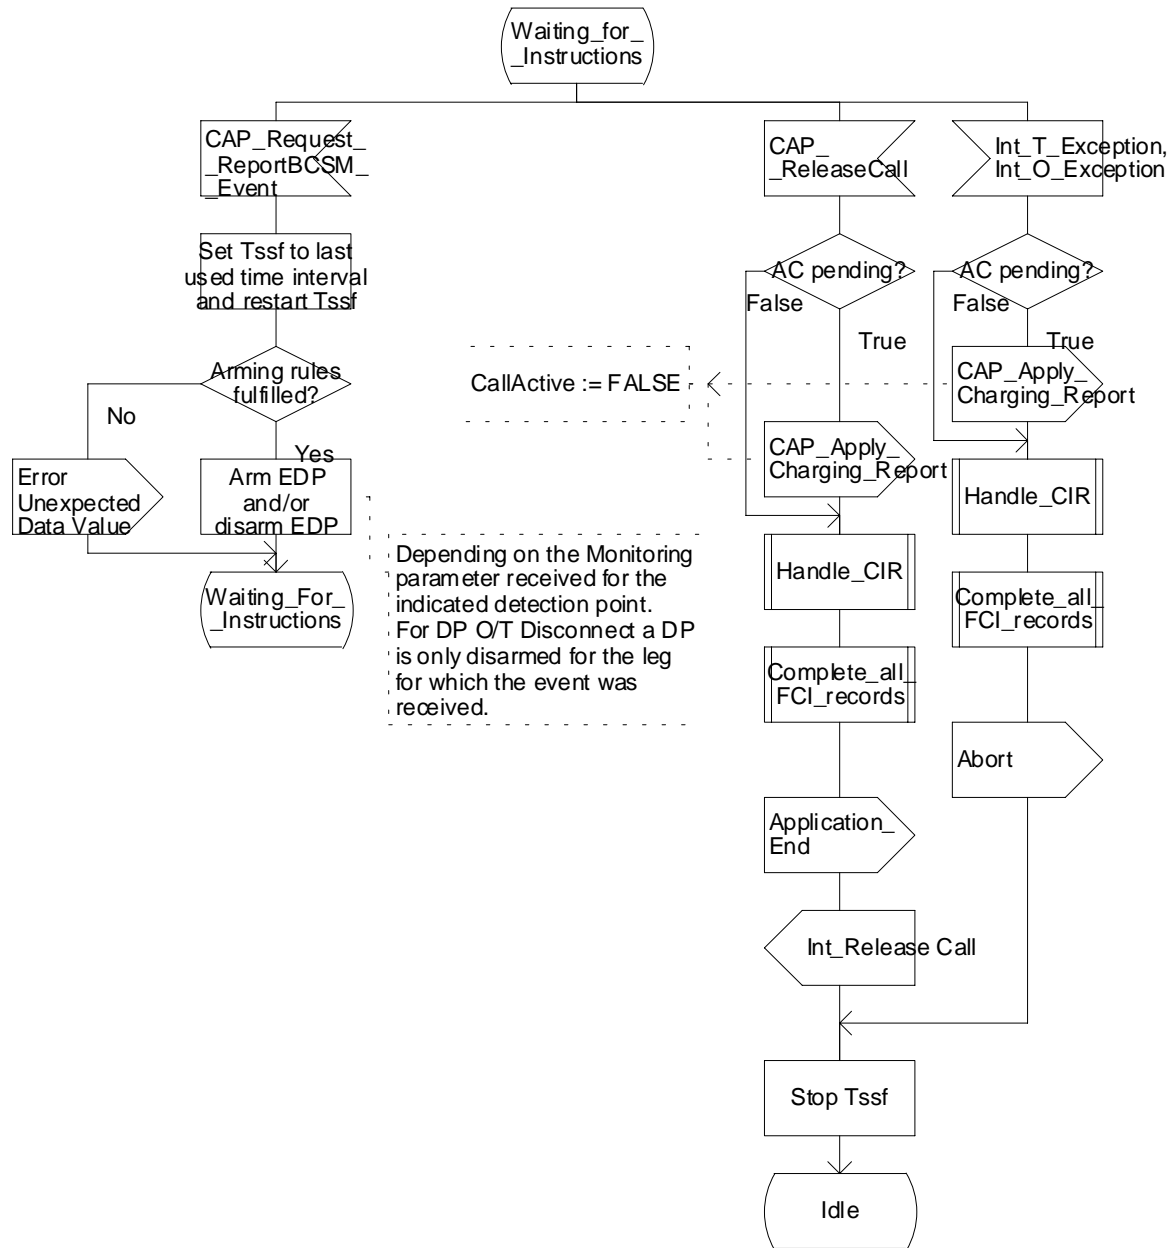 Waiting_for_
_Instructions
CAP_Request_
_ReportBCSM_
_Event
Set Tssf to last
used time interval
and restart Tssf
Arming rules
fulfilled?
No
Yes
Error
Unexpected
Data Value
Arm EDP
and/or
disarm EDP
Waiting_For_
_Instructions
Depending on the Monitoring
parameter received for the
indicated detection point.
For DP O/T Disconnect a DP
is only disarmed for the leg
for which the event was
received.
CallActive := FALSE
CAP_
_ReleaseCall
AC pending?
False
True
CAP_Apply_
Charging_Report
Handle_CIR
Complete_all_
FCI_records
Application_
End
Int_Release Call
Int_T_Exception,
Int_O_Exception
AC pending?
False
True
CAP_Apply_
Charging_Report
Handle_CIR
Complete_all_
FCI_records
Abort
Stop Tssf
Idle